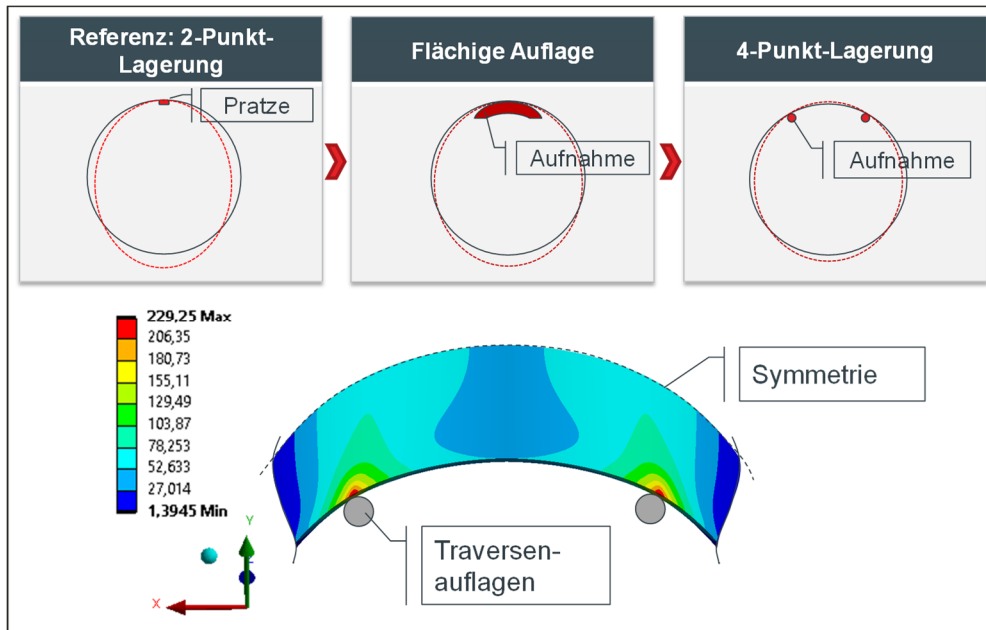 Referenz: 2-Punkt-
Lagerung
Flächige Auflage
4-Punkt-Lagerung
Pratze
Aufnahme
Aufnahme
229,25 Max
206,35
180,73
155,11
129,49
103,87
78,253
52,633
27,014
1,3945 Min
Symmetrie
Traversen-
auflagen
Y
X